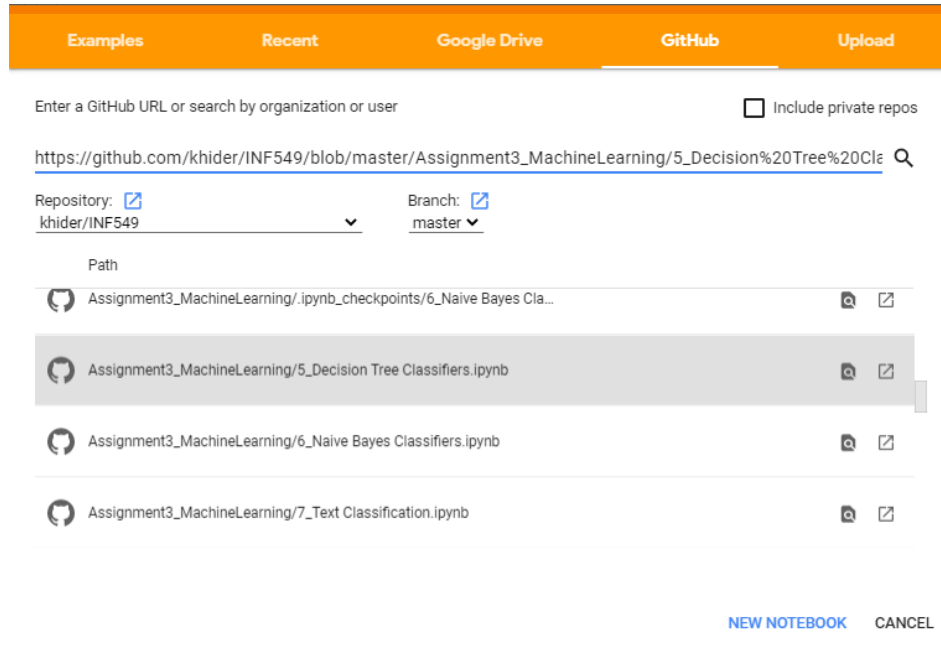 Examples Recent Google Drive GitHub Upload
Enter a GitHub URL or search by organization or user Include private repos
https://github.com/khider/INF549/blob/master/Assignment3_MachineLearning/5_Decision%20Tree%20Cla
Repository: Branch:
khider/INF549 master
Path
Assignment3_MachineLearning/.ipynb_checkpoints/6_Naive Bayes Cla...
Assignment3_MachineLearning/5_Decision Tree Classifiers.ipynb
Assignment3_MachineLearning/6_Naive Bayes Classifiers.ipynb
Assignment3_MachineLearning/7_Text Classification.ipynb
NEW NOTEBOOK CANCEL